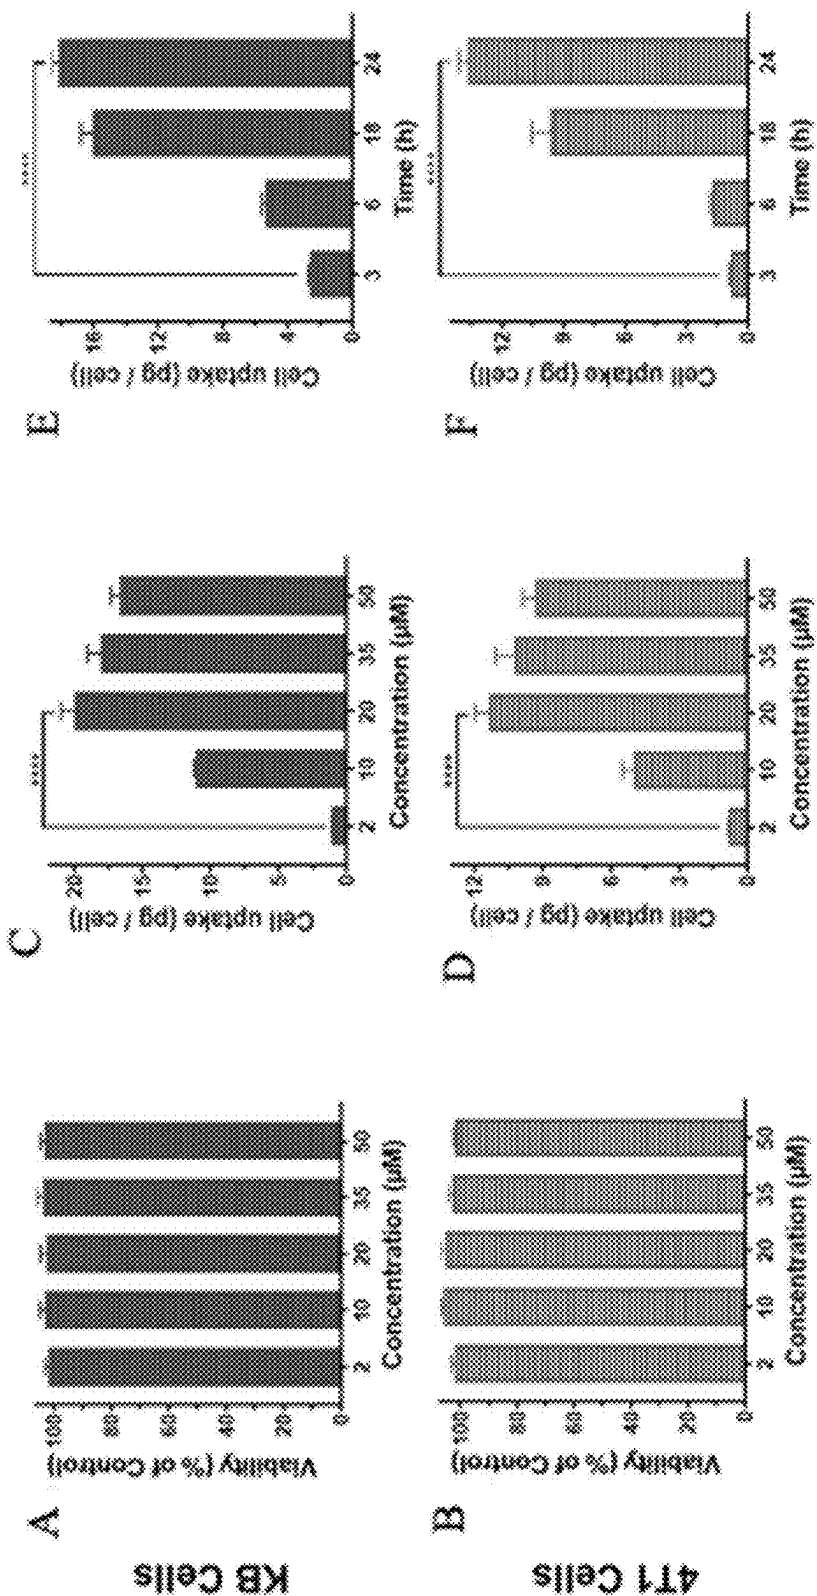 KB Cells
A
Viability (% of Control)
100
80
60
40
20
0
2 10 20 35 50
Concentration (µM)
C
Cell uptake (pg / cell)
20
15
10
5
0
****
2 10 20 35 50
Concentration (µM)
E
Cell uptake (pg / cell)
16
12
8
4
0
****
3 6 18 24
Time (h)
4T1 Cells
B
Viability (% of Control)
100
80
60
40
20
0
2 10 20 35 50
Concentration (µM)
D
Cell uptake (pg / cell)
12
9
6
3
0
****
2 10 20 35 50
Concentration (µM)
F
Cell uptake (pg / cell)
12
9
6
3
0
****
3 6 18 24
Time (h)